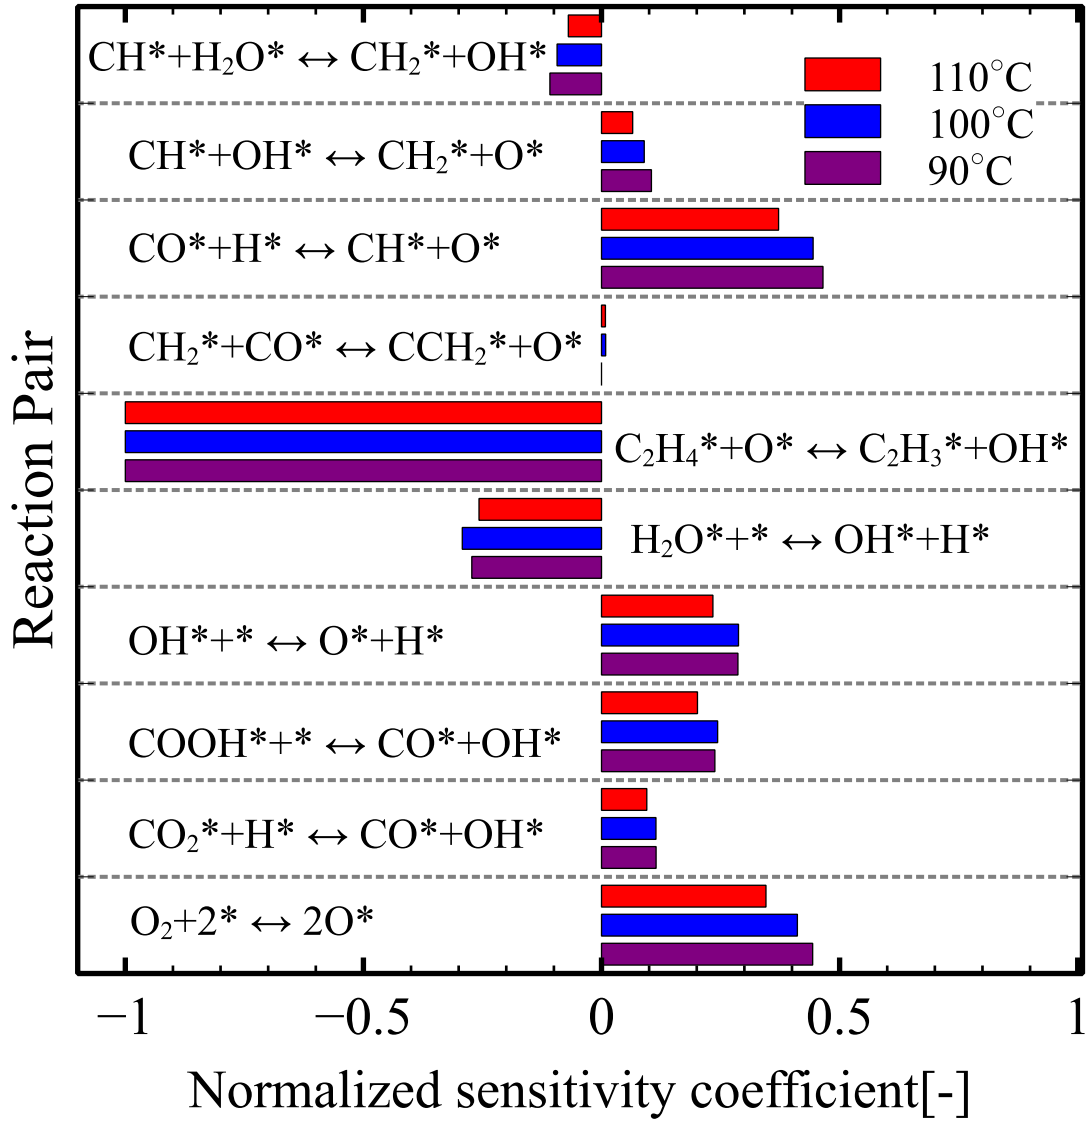 CH*+H₂O* ↔ CH₂*+OH*
110°C
100°C
90°C
CH*+OH* ↔ CH₂*+O*
CO*+H* ↔ CH*+O*
CH₂*+CO* ↔ CCH₂*+O*
C₂H₄*+O* ↔ C₂H₃*+OH*
H₂O*+* ↔ OH*+H*
OH*+* ↔ O*+H*
COOH*+* ↔ CO*+OH*
CO₂*+H* ↔ CO*+OH*
O₂+2* ↔ 2O*
Reaction Pair
−1 −0.5 0 0.5 1
Normalized sensitivity coefficient[-]